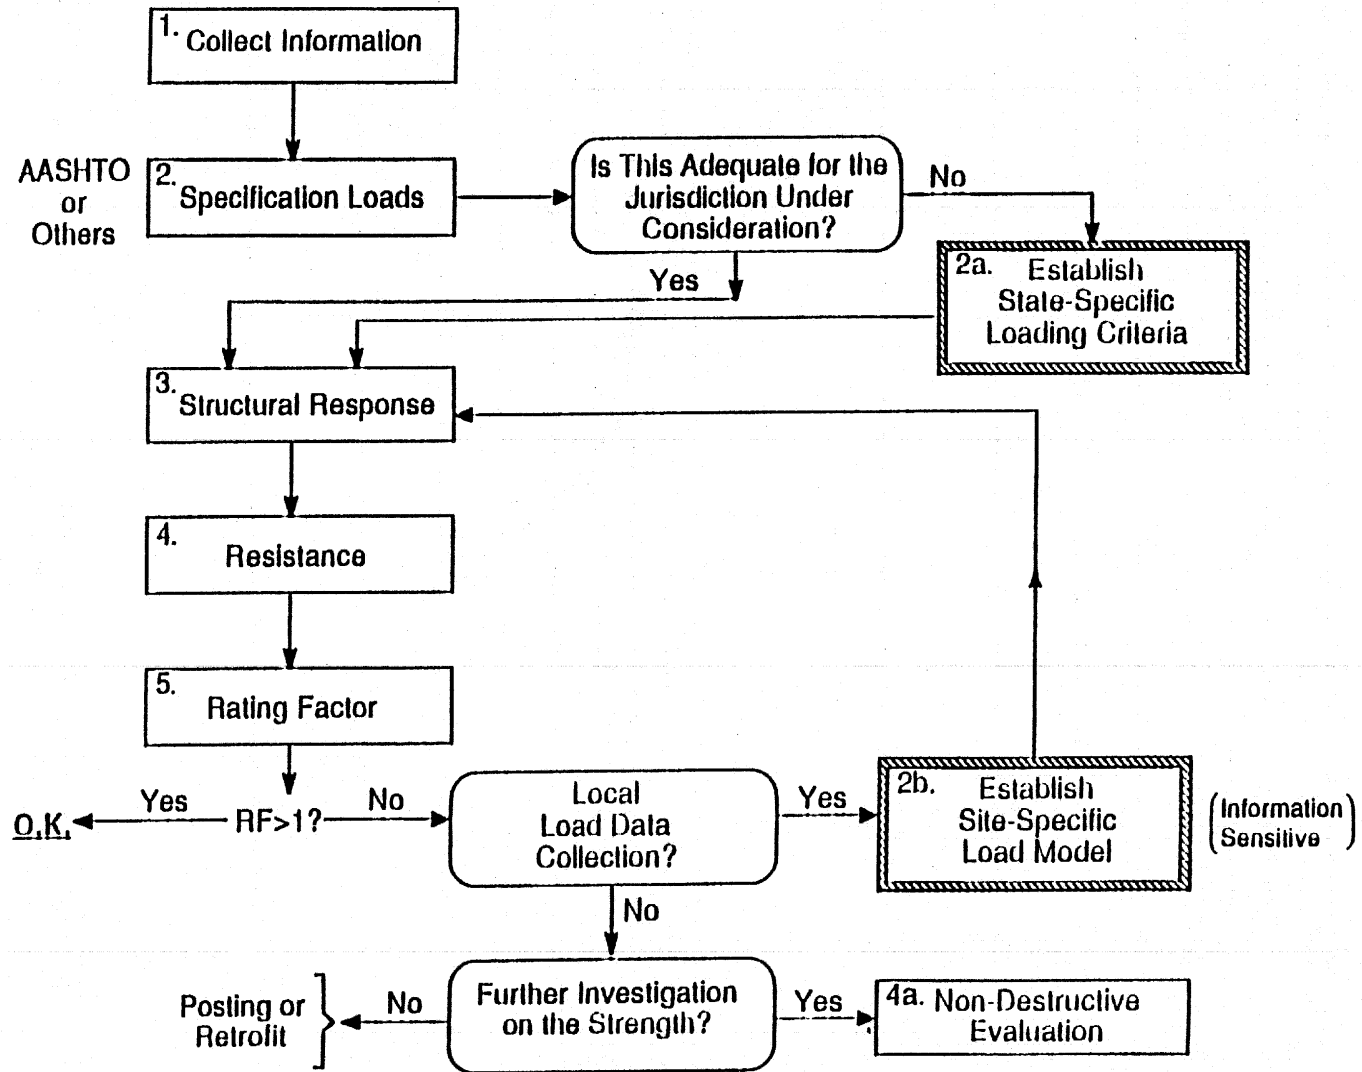 1.
Collect Information
AASHTO
or
Others
2.
Specification Loads
Is This Adequate for the
Jurisdiction Under
Consideration?
No
Yes
2a.
Establish
State-Specific
Loading Criteria
3.
Structural Response
4.
Resistance
5.
Rating Factor
O.K.
Yes
RF>1?
No
Local
Load Data
Collection?
Yes
2b.
Establish
Site-Specific
Load Model
(Information
Sensitive)
No
Posting or
Retrofit
No
Further Investigation
on the Strength?
Yes
4a.
Non-Destructive
Evaluation